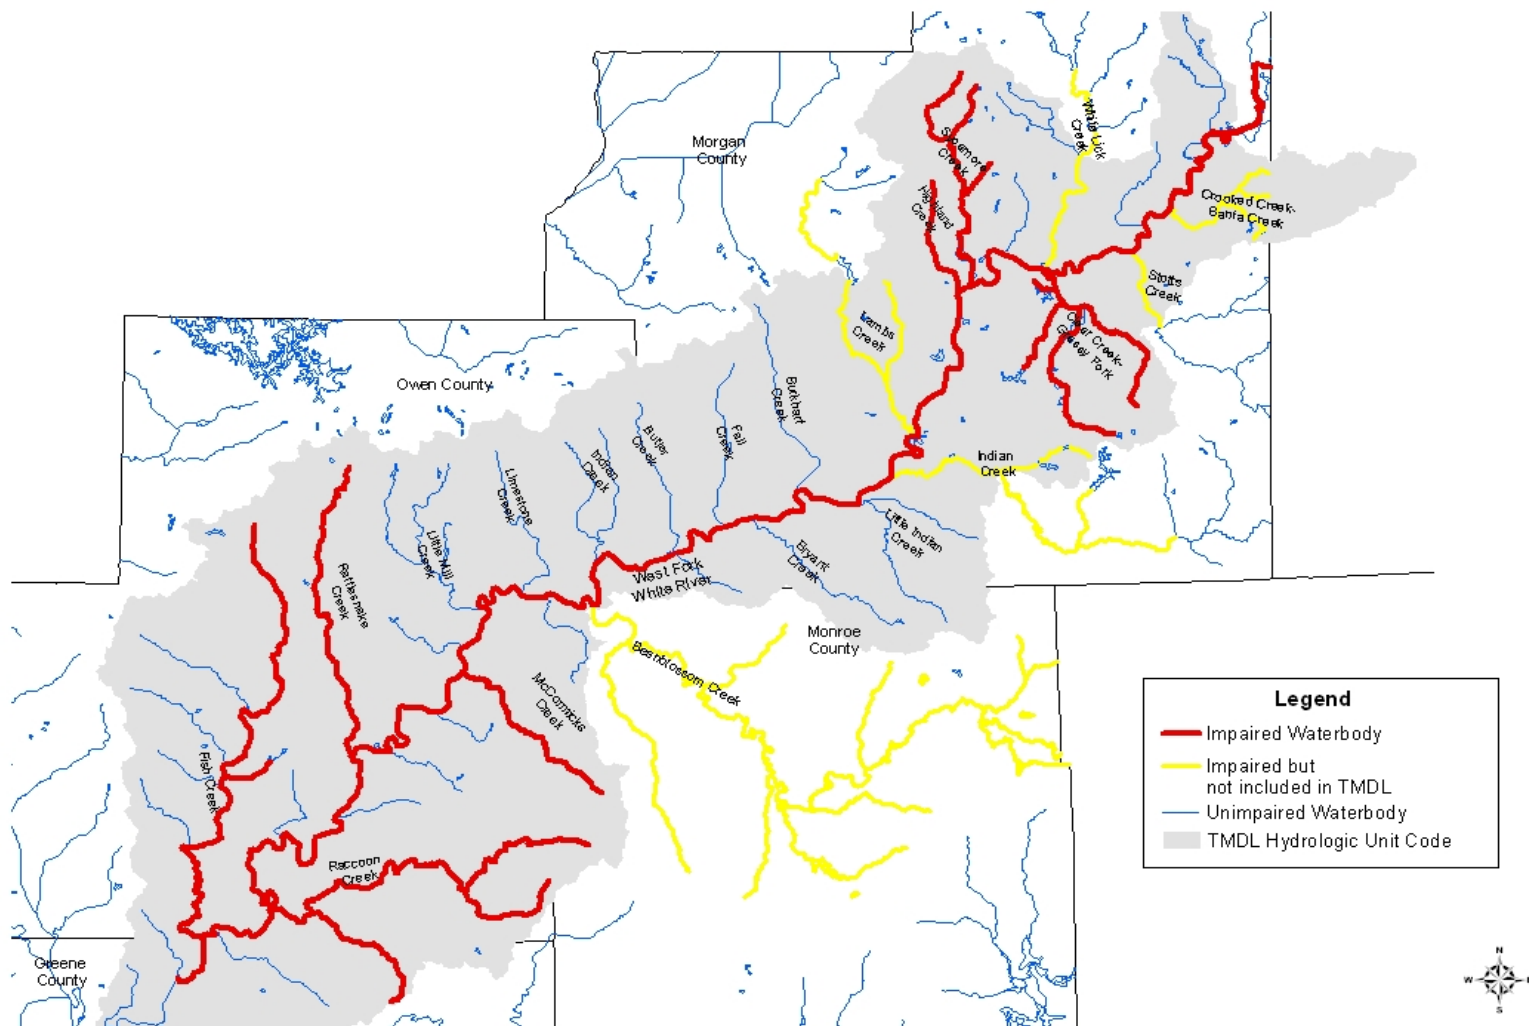 Morgan
County
White Lick
Creek
Sycamore
Creek
Highland
Creek
Crooked Creek-
Banta Creek
Stotts
Creek
Lambs
Creek
Clear Creek-
Grassy Fork
Owen County
Burkhart
Creek
Fall
Creek
Butler
Creek
Indian
Creek
Limestone
Creek
Little Mill
Creek
Indian
Creek
Little Indian
Creek
Bryant
Creek
West Fork
White River
Rattlesnake
Creek
Monroe
County
Beanblossom Creek
McCormicks
Creek
Fish Creek
Raccoon
Creek
Greene
County
Legend
Impaired Waterbody
Impaired but
not included in TMDL
Unimpaired Waterbody
TMDL Hydrologic Unit Code
N
W
E
S